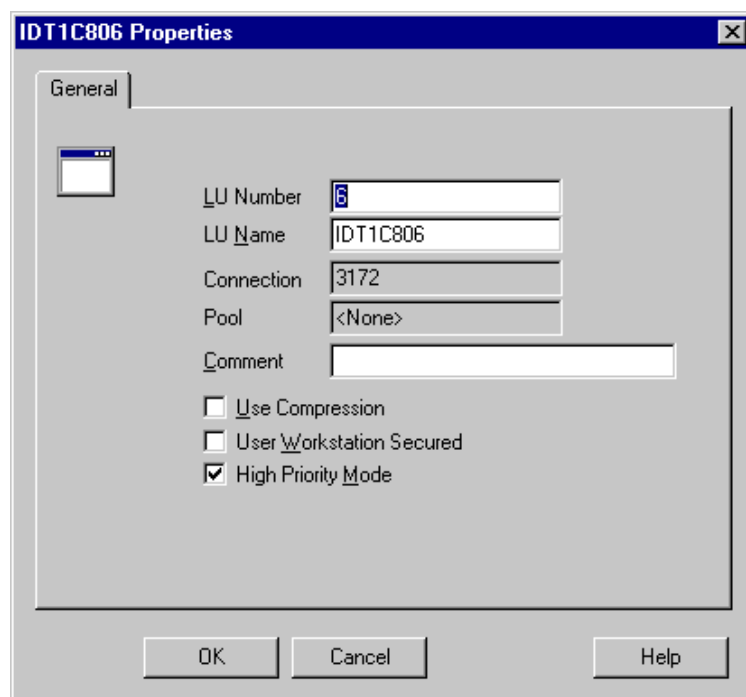 IDT1C806 Properties
General
LU Number 6
LU Name IDT1C806
Connection 3172
Pool <None>
Comment
Use Compression
User Workstation Secured
High Priority Mode
OK Cancel Help